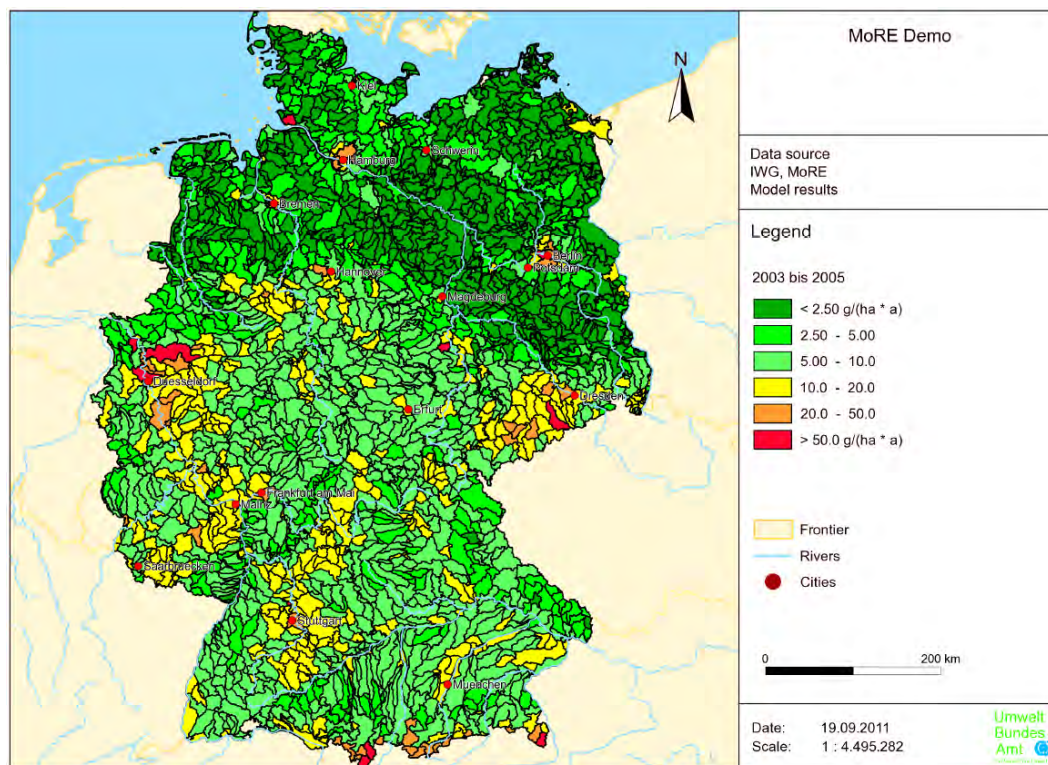 MoRE Demo
N
Data source
IWG, MoRE
Model results
Legend
2003 bis 2005
< 2.50 g/(ha * a)
2.50 - 5.00
5.00 - 10.0
10.0 - 20.0
20.0 - 50.0
> 50.0 g/(ha * a)
Frontier
Rivers
Cities
0 200 km
Date: 19.09.2011
Scale: 1 : 4.495.282
Umwelt
Bundes
Amt
Kiel
Schwerin
Hamburg
Bremen
Berlin
Potsdam
Hannover
Magdeburg
Duesseldorf
Dresden
Erfurt
Frankfurt am Mai
Mainz
Saarbruecken
Stuttgart
Muenchen